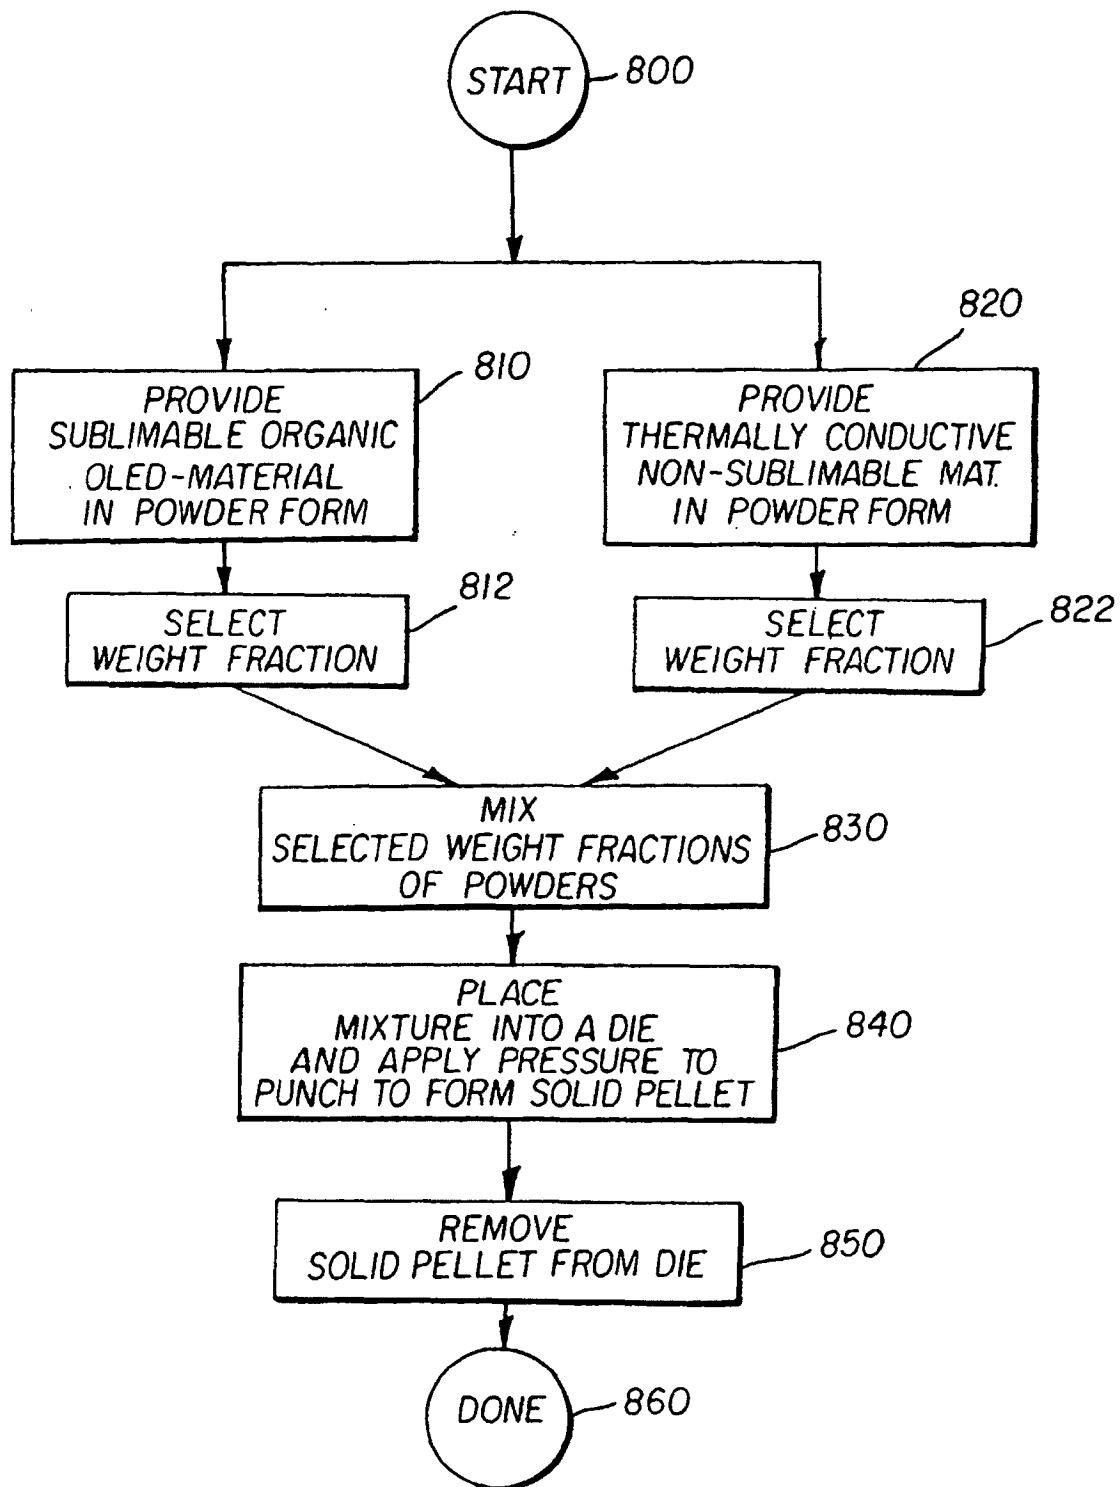 START
800
810
PROVIDE
SUBLIMABLE ORGANIC
OLED-MATERIAL
IN POWDER FORM
820
PROVIDE
THERMALLY CONDUCTIVE
NON-SUBLIMABLE MAT.
IN POWDER FORM
812
SELECT
WEIGHT FRACTION
822
SELECT
WEIGHT FRACTION
MIX
SELECTED WEIGHT FRACTIONS
OF POWDERS
830
PLACE
MIXTURE INTO A DIE
AND APPLY PRESSURE TO
PUNCH TO FORM SOLID PELLET
840
REMOVE
SOLID PELLET FROM DIE
850
DONE
860